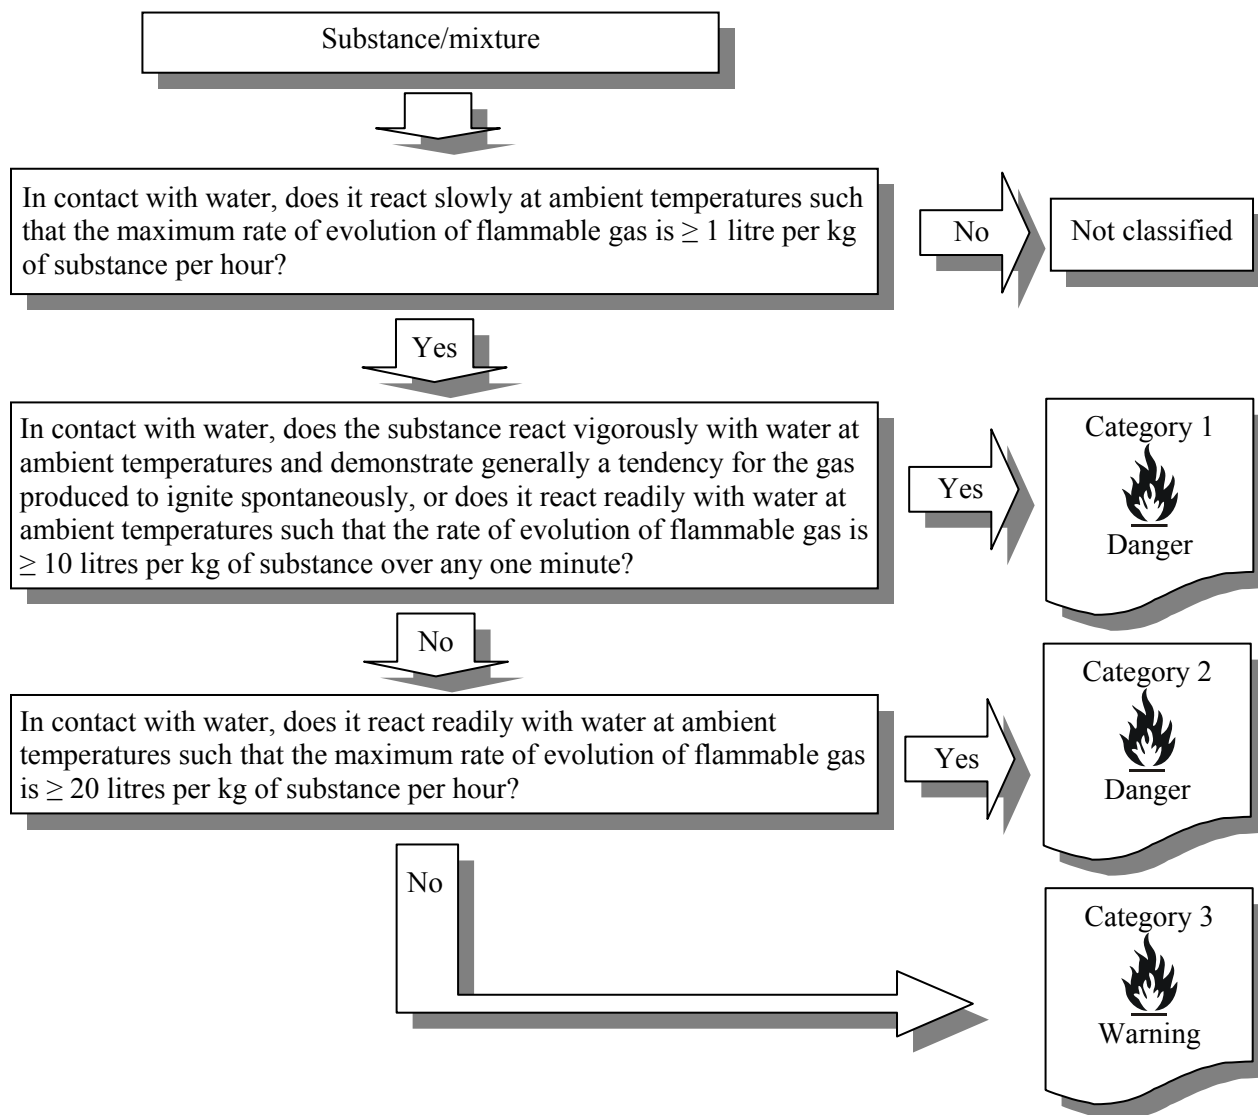 Substance/mixture
In contact with water, does it react slowly at ambient temperatures such
that the maximum rate of evolution of flammable gas is ≥ 1 litre per kg
of substance per hour?
No
Not classified
Yes
In contact with water, does the substance react vigorously with water at
ambient temperatures and demonstrate generally a tendency for the gas
produced to ignite spontaneously, or does it react readily with water at
ambient temperatures such that the rate of evolution of flammable gas is
≥ 10 litres per kg of substance over any one minute?
Yes
Category 1
Danger
No
In contact with water, does it react readily with water at ambient
temperatures such that the maximum rate of evolution of flammable gas
is ≥ 20 litres per kg of substance per hour?
Yes
Category 2
Danger
No
Category 3
Warning